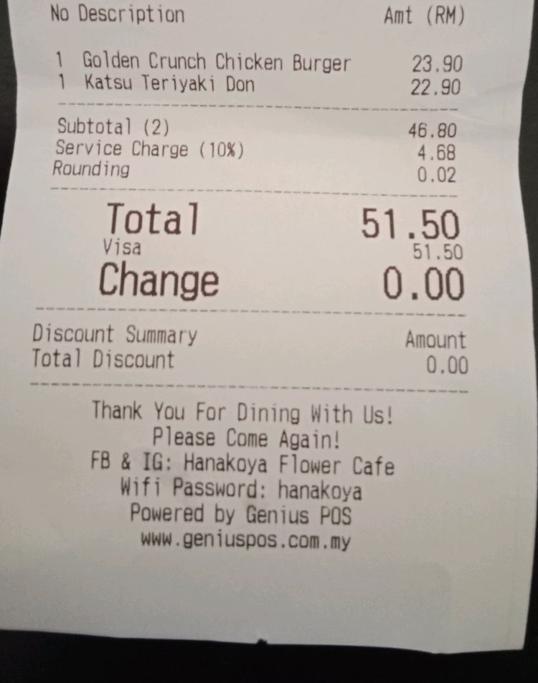 No Description Amt (RM)
1 Golden Crunch Chicken Burger 23.90
1 Katsu Teriyaki Don 22.90
Subtotal (2) 46.80
Service Charge (10%) 4.68
Rounding 0.02
Total 51.50
Visa 51.50
Change 0.00
Discount Summary Amount
Total Discount 0.00
Thank You For Dining With Us!
Please Come Again!
FB & IG: Hanakoya Flower Cafe
Wifi Password: hanakoya
Powered by Genius POS
www.geniuspos.com.my